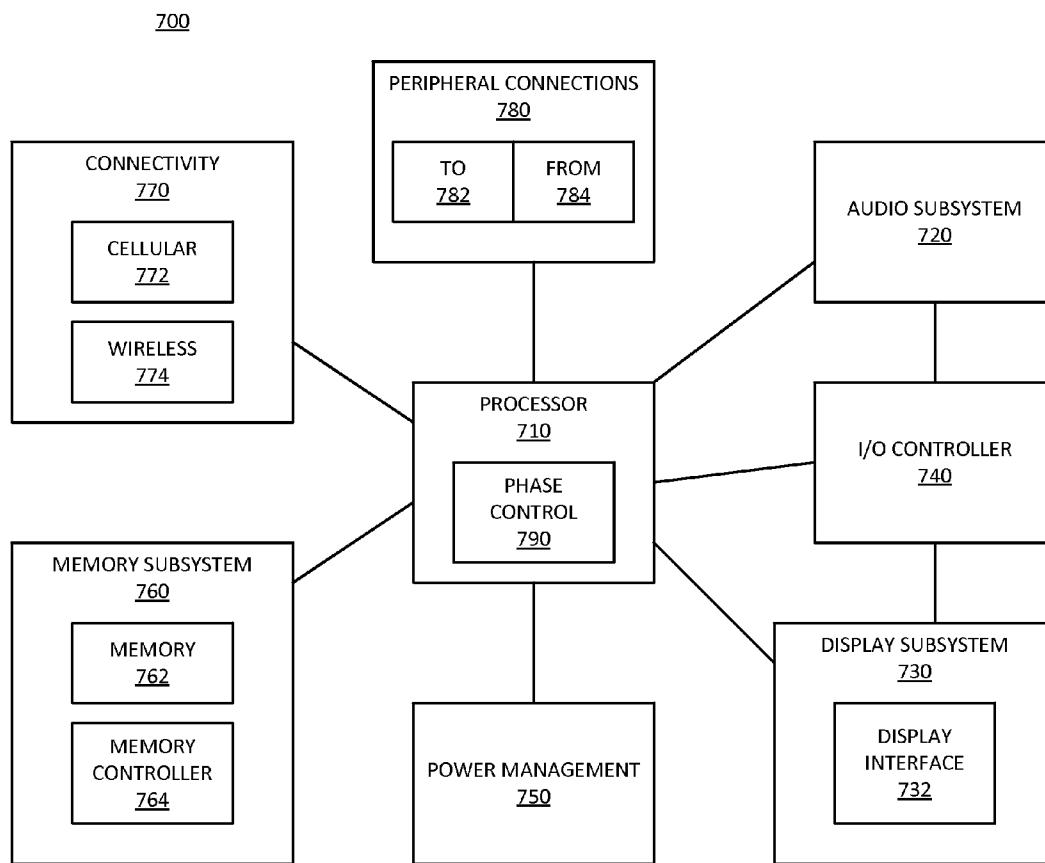 700
PERIPHERAL CONNECTIONS
780
TO
782
FROM
784
CONNECTIVITY
770
CELLULAR
772
WIRELESS
774
AUDIO SUBSYSTEM
720
PROCESSOR
710
PHASE
CONTROL
790
I/O CONTROLLER
740
MEMORY SUBSYSTEM
760
MEMORY
762
MEMORY
CONTROLLER
764
POWER MANAGEMENT
750
DISPLAY SUBSYSTEM
730
DISPLAY
INTERFACE
732